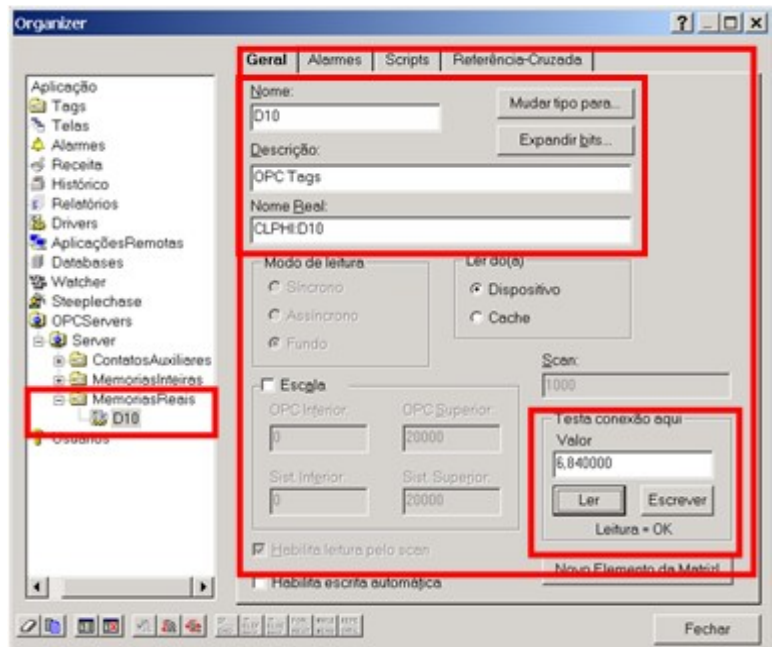 Organizer
Aplicação
Tags
Telas
Alarmes
Receita
Histórico
Relatórios
Drivers
AplicaçõesRemotas
Databases
Watcher
Steeplechase
OPCServers
Server
ContatosAuxiliares
MemoriasInteiras
MemoriasReais
D10
Usuários
Geral
Alarmes
Scripts
Referência-Cruzada
Nome:
D10
Mudar tipo para...
Expandir bits...
Descrição:
OPC Tags
Nome Real:
CLPHI:D10
Modo de leitura
Síncrono
Assíncrono
Fundo
Ler do(a)
Dispositivo
Cache
Scan:
1000
Escala
OPC Inferior:
0
OPC Superior:
20000
Sist. Inferior:
0
Sist. Superior:
20000
Testa conexão aqui
Valor
6,840000
Ler
Escrever
Leitura = OK
Habilita leitura pelo scan
Habilita escrita automática
Novo Elemento da Matriz!
Fechar